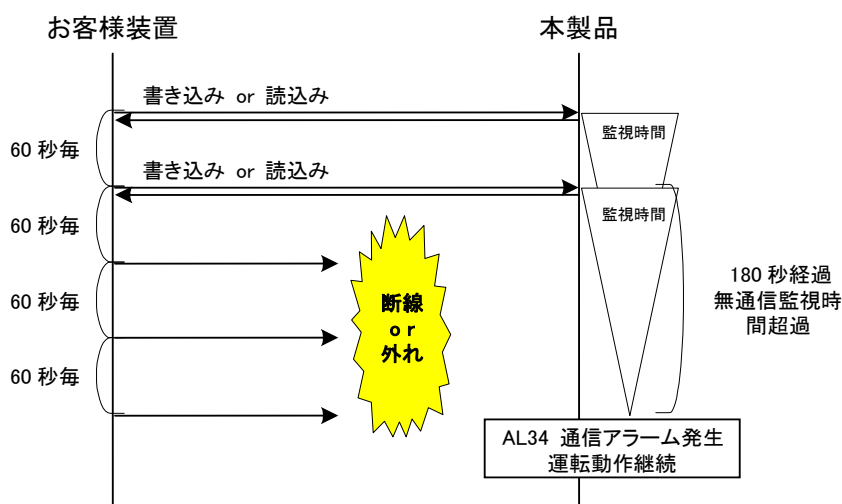 お客様装置
本製品
書き込み or 読込み
監視時間
60 秒毎
書き込み or 読込み
監視時間
60 秒毎
断線
or
外れ
180 秒経過
無通信監視時
間超過
60 秒毎
60 秒毎
AL34 通信アラーム発生
運転動作継続